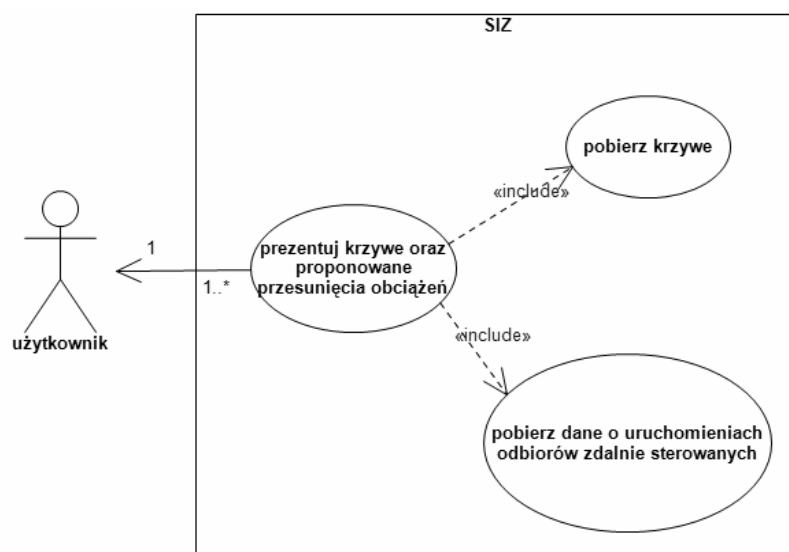 SIZ
pobierz krzywe
«include»
prezentuj krzywe oraz
proponowane
przesunięcia obciążeń
1
1..*
użytkownik
«include»
pobierz dane o uruchomieniach
odbiorów zdalnie sterowanych